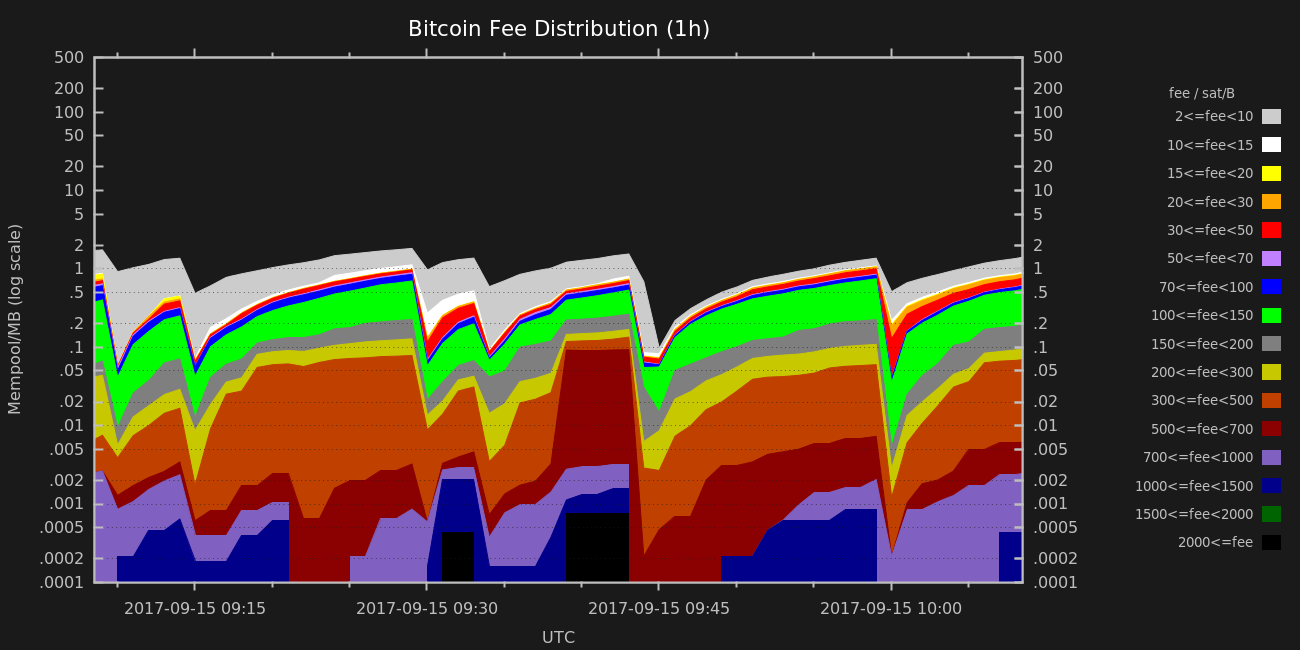 Bitcoin Fee Distribution (1h)
Mempool/MB (log scale)
500
200
100
50
20
10
5
2
1
.5
.2
.1
.05
.02
.01
.005
.002
.001
.0005
.0002
.0001
500
200
100
50
20
10
5
2
1
.5
.2
.1
.05
.02
.01
.005
.002
.001
.0005
.0002
.0001
2017-09-15 09:15
2017-09-15 09:30
2017-09-15 09:45
2017-09-15 10:00
UTC
fee / sat/B
2<=fee<10
10<=fee<15
15<=fee<20
20<=fee<30
30<=fee<50
50<=fee<70
70<=fee<100
100<=fee<150
150<=fee<200
200<=fee<300
300<=fee<500
500<=fee<700
700<=fee<1000
1000<=fee<1500
1500<=fee<2000
2000<=fee